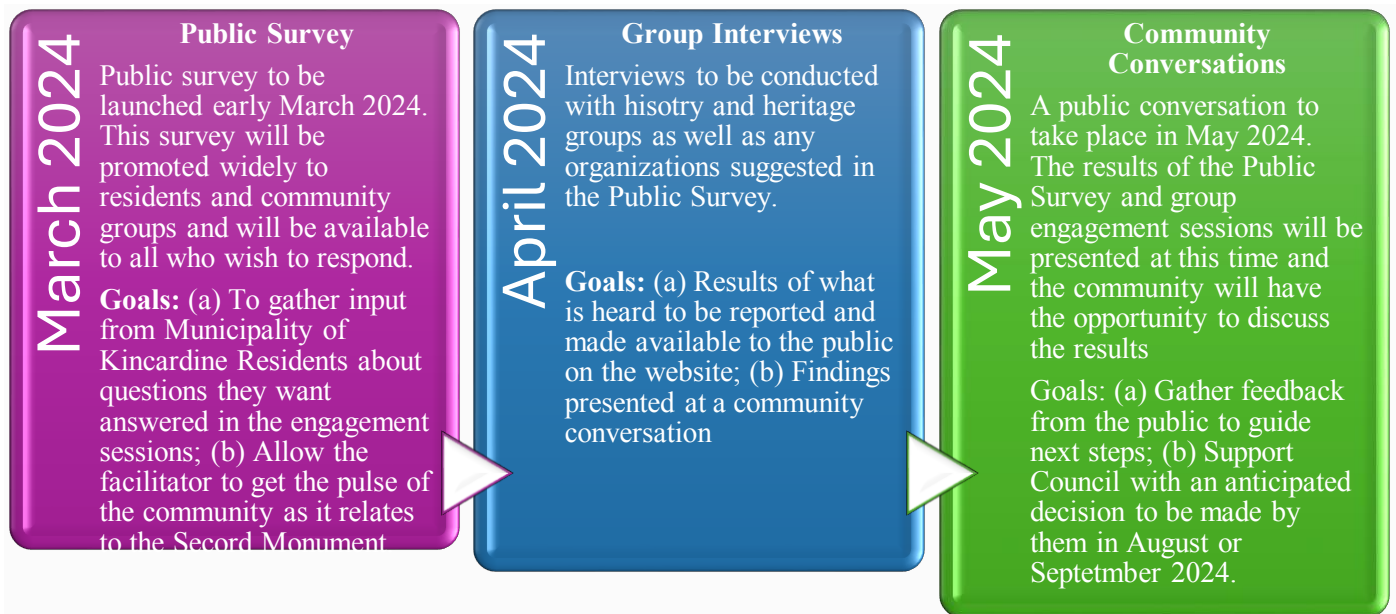 March 2024
Public Survey
Public survey to be
launched early March 2024.
This survey will be
promoted widely to
residents and community
groups and will be available
to all who wish to respond.
Goals: (a) To gather input
from Municipality of
Kincardine Residents about
questions they want
answered in the engagement
sessions; (b) Allow the
facilitator to get the pulse of
the community as it relates
to the Secord Monument
April 2024
Group Interviews
Interviews to be conducted
with hisotry and heritage
groups as well as any
organizations suggested in
the Public Survey.
Goals: (a) Results of what
is heard to be reported and
made available to the public
on the website; (b) Findings
presented at a community
conversation
May 2024
Community
Conversations
A public conversation to
take place in May 2024.
The results of the Public
Survey and group
engagement sessions will be
presented at this time and
the community will have
the opportunity to discuss
the results
Goals: (a) Gather feedback
from the public to guide
next steps; (b) Support
Council with an anticipated
decision to be made by
them in August or
Septetmber 2024.